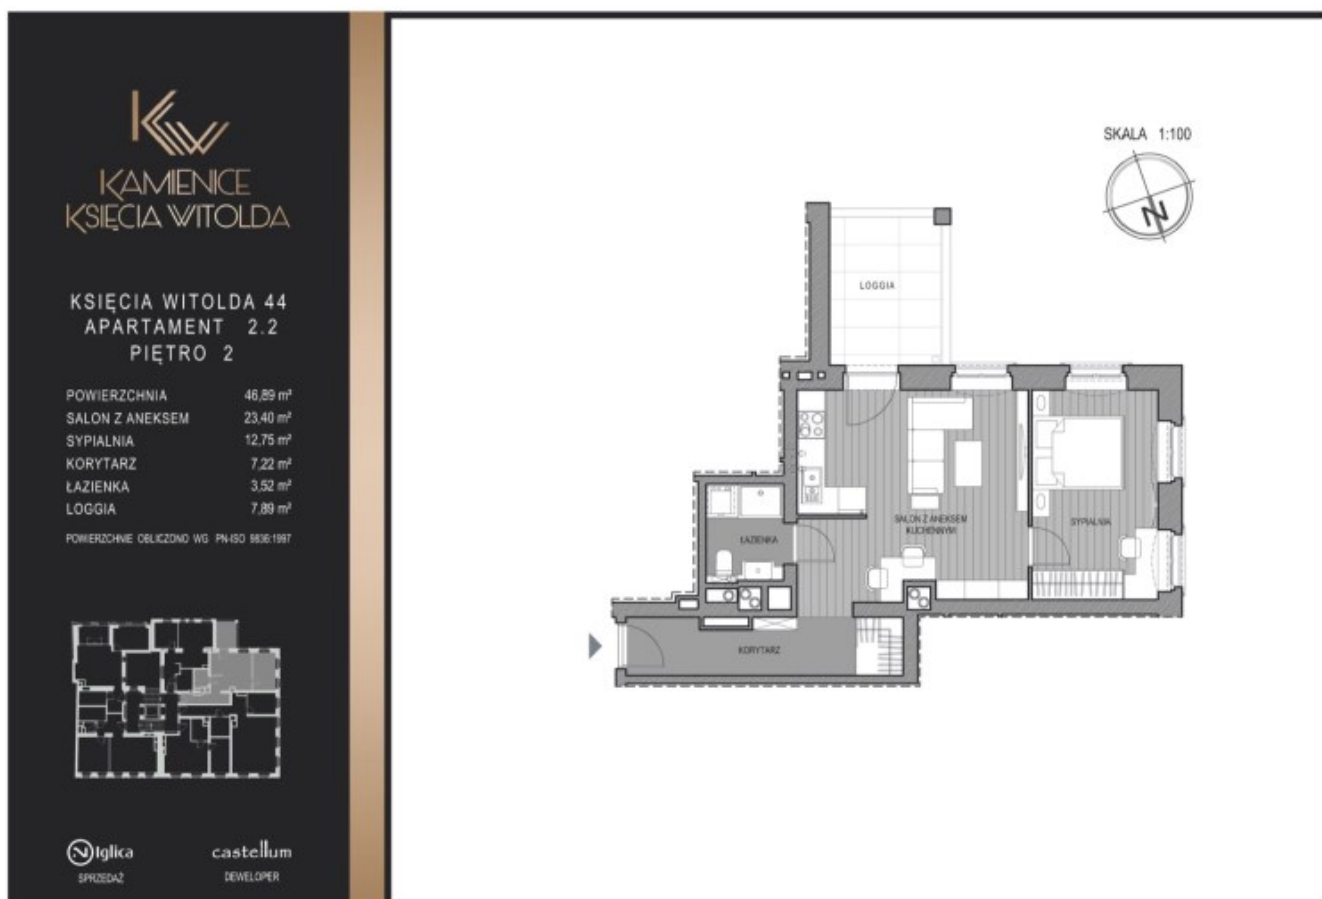 KW
KAMIENICE
KSIĘCIA WITOLDA
KSIĘCIA WITOLDA 44
APARTAMENT 2.2
PIĘTRO 2
POWIERZCHNIA 46,89 m²
SALON Z ANEKSEM 23,40 m²
SYPIALNIA 12,75 m²
KORYTARZ 7,22 m²
ŁAZIENKA 3,52 m²
LOGGIA 7,89 m²
POWIERZCHNIE OBLICZONO WG PN-ISO 9836:1997
Iglica
SPRZEDAŻ
castellum
DEWELOPER
SKALA 1:100
N
LOGGIA
SALON Z ANEKSEM
KUCHENNYM
SYPIALNIA
ŁAZIENKA
KORYTARZ